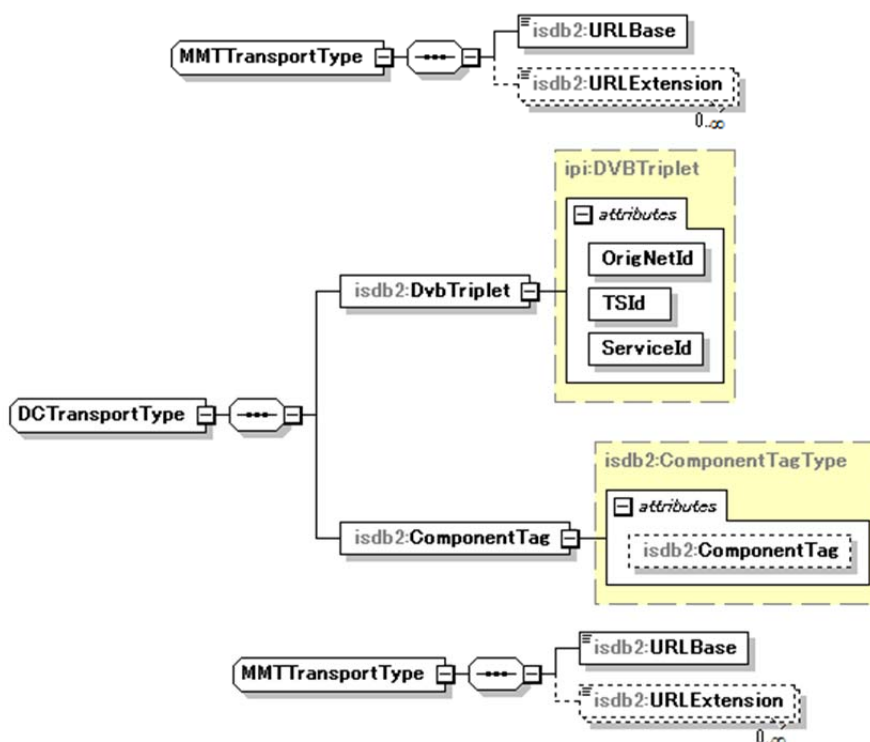 MMTTransportType
isdb2:URLBase
isdb2:URLExtension
0..∞
ipi:DVBTriplet
attributes
OrigNetId
isdb2:DvbTriplet
TSId
ServiceId
DCTransportType
isdb2:ComponentTagType
attributes
isdb2:ComponentTag
isdb2:ComponentTag
isdb2:URLBase
MMTTransportType
isdb2:URLExtension
0..∞